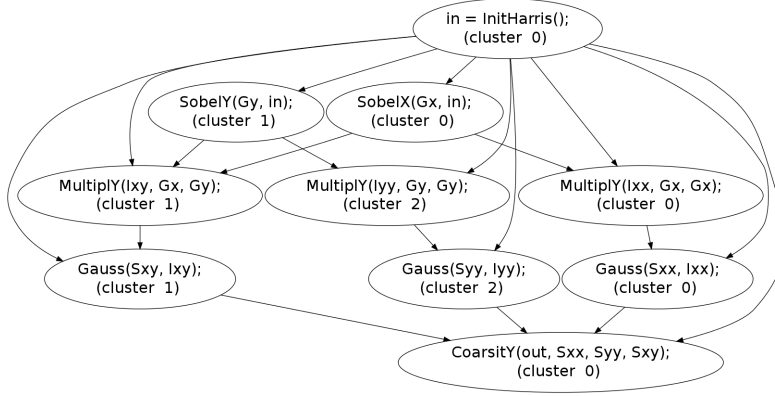 in = InitHarris();
(cluster 0)
SobelY(Gy, in);
(cluster 1)
SobelX(Gx, in);
(cluster 0)
MultiplY(Ixy, Gx, Gy);
(cluster 1)
MultiplY(Iyy, Gy, Gy);
(cluster 2)
MultiplY(Ixx, Gx, Gx);
(cluster 0)
Gauss(Sxy, Ixy);
(cluster 1)
Gauss(Syy, Iyy);
(cluster 2)
Gauss(Sxx, Ixx);
(cluster 0)
CoarsitY(out, Sxx, Syy, Sxy);
(cluster 0)